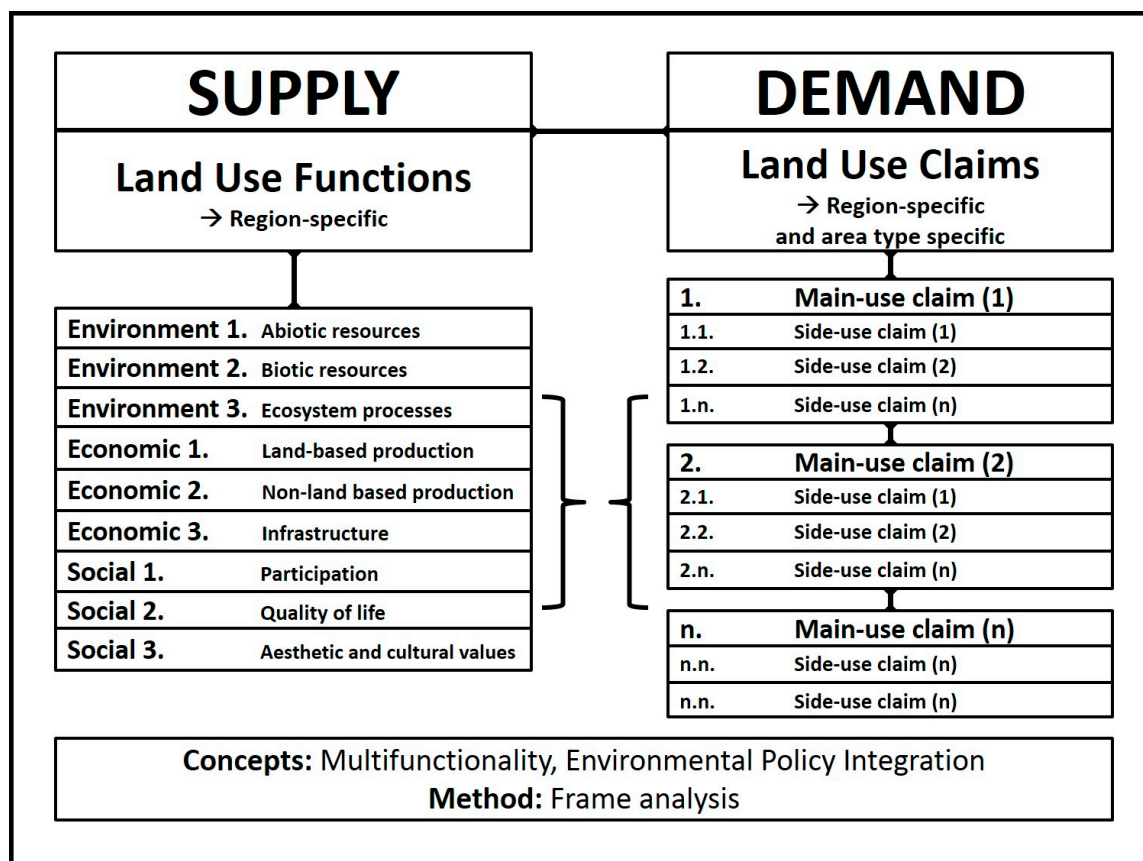 SUPPLY
Land Use Functions
→ Region-specific
Environment 1. Abiotic resources
Environment 2. Biotic resources
Environment 3. Ecosystem processes
Economic 1. Land-based production
Economic 2. Non-land based production
Economic 3. Infrastructure
Social 1. Participation
Social 2. Quality of life
Social 3. Aesthetic and cultural values
DEMAND
Land Use Claims
→ Region-specific
and area type specific
1. Main-use claim (1)
1.1. Side-use claim (1)
1.2. Side-use claim (2)
1.n. Side-use claim (n)
2. Main-use claim (2)
2.1. Side-use claim (1)
2.2. Side-use claim (2)
2.n. Side-use claim (n)
n. Main-use claim (n)
n.n. Side-use claim (n)
n.n. Side-use claim (n)
Concepts: Multifunctionality, Environmental Policy Integration
Method: Frame analysis